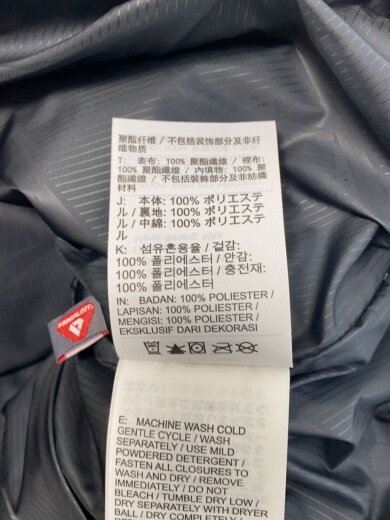 聚酯纤维 / 不包括装饰部分及非纤
维物质
T: 表布: 100% 聚酯纖維 / 裡布:
100% 聚酯纖維 / 內填物: 100% 聚
酯纖維 / 不包括裝飾部分及非紡織
材料
J: 本体: 100% ポリエステ
ル / 裏地: 100% ポリエステ
ル / 中綿: 100% ポリエステ
ル
K: 섬유혼용율 / 겉감:
100% 폴리에스터 / 안감:
100% 폴리에스터 / 충전재:
100% 폴리에스터
IN: BADAN: 100% POLIESTER /
LAPISAN: 100% POLIESTER /
MENGISI: 100% POLIESTER /
EKSKLUSIF DARI DEKORASI
PRIMALOFT
E: MACHINE WASH COLD
GENTLE CYCLE / WASH
SEPARATELY / USE MILD
POWDERED DETERGENT /
FASTEN ALL CLOSURES TO
WASH AND DRY / REMOVE
IMMEDIATELY / DO NOT
BLEACH / TUMBLE DRY LOW /
DRY SEPARATELY WITH DRYER
BALL / DRY COMPLETELY /